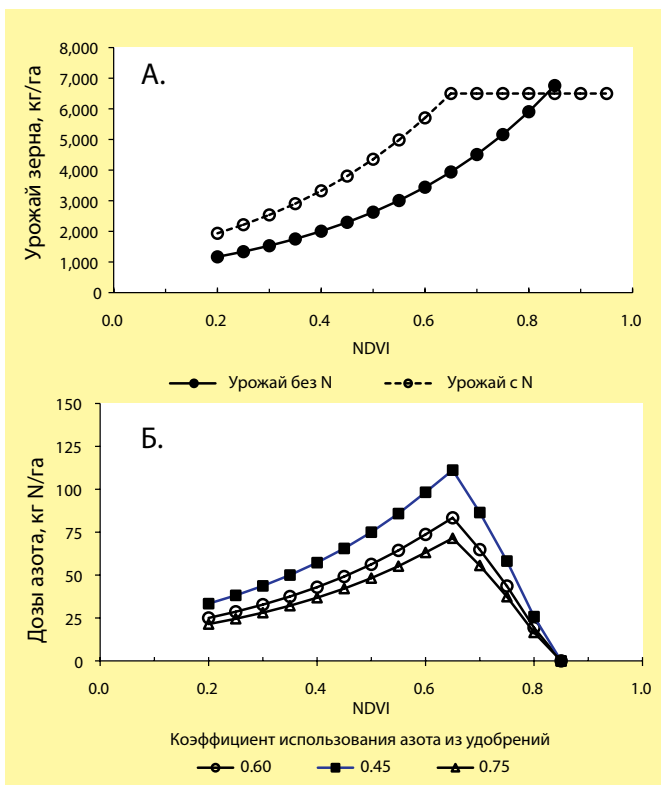 А.
Урожай зерна, кг/га
8,000
7,000
6,000
5,000
4,000
3,000
2,000
1,000
0
0.0 0.2 0.4 0.6 0.8 1.0
NDVI
Урожай без N Урожай с N
Б.
Дозы азота, кг N/га
150
125
100
75
50
25
0
0.0 0.2 0.4 0.6 0.8 1.0
NDVI
Коэффициент использования азота из удобрений
0.60 0.45 0.75